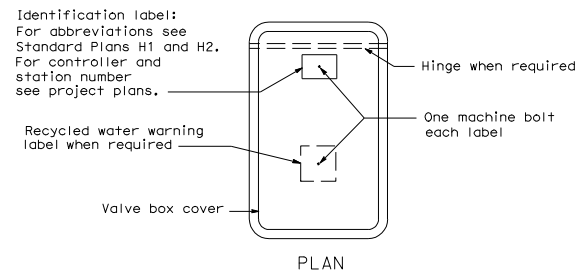 Identification label:
For abbreviations see
Standard Plans H1 and H2.
For controller and
station number
see project plans.
Hinge when required
One machine bolt
each label
Recycled water warning
label when required
Valve box cover
PLAN